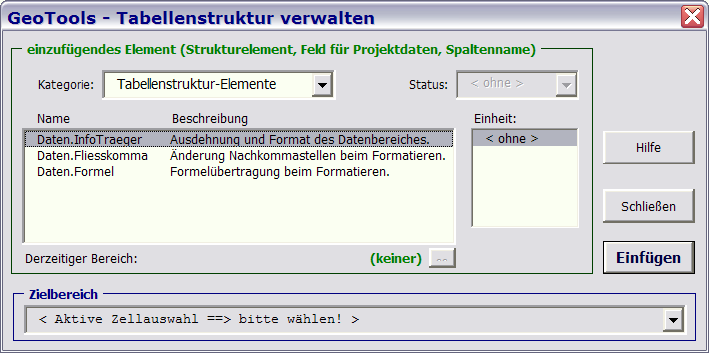 GeoTools - Tabellenstruktur verwalten
einzufügendes Element (Strukturelement, Feld für Projektdaten, Spaltenname)
Kategorie: Tabellenstruktur-Elemente Status: < ohne >
Name Beschreibung Einheit:
Daten.InfoTraeger Ausdehnung und Format des Datenbereiches. < ohne >
Daten.Fliesskomma Änderung Nachkommastellen beim Formatieren.
Daten.Formel Formelübertragung beim Formatieren.
Hilfe
Schließen
Einfügen
Derzeitiger Bereich: (keiner) --
Zielbereich
< Aktive Zellauswahl ==> bitte wählen! >